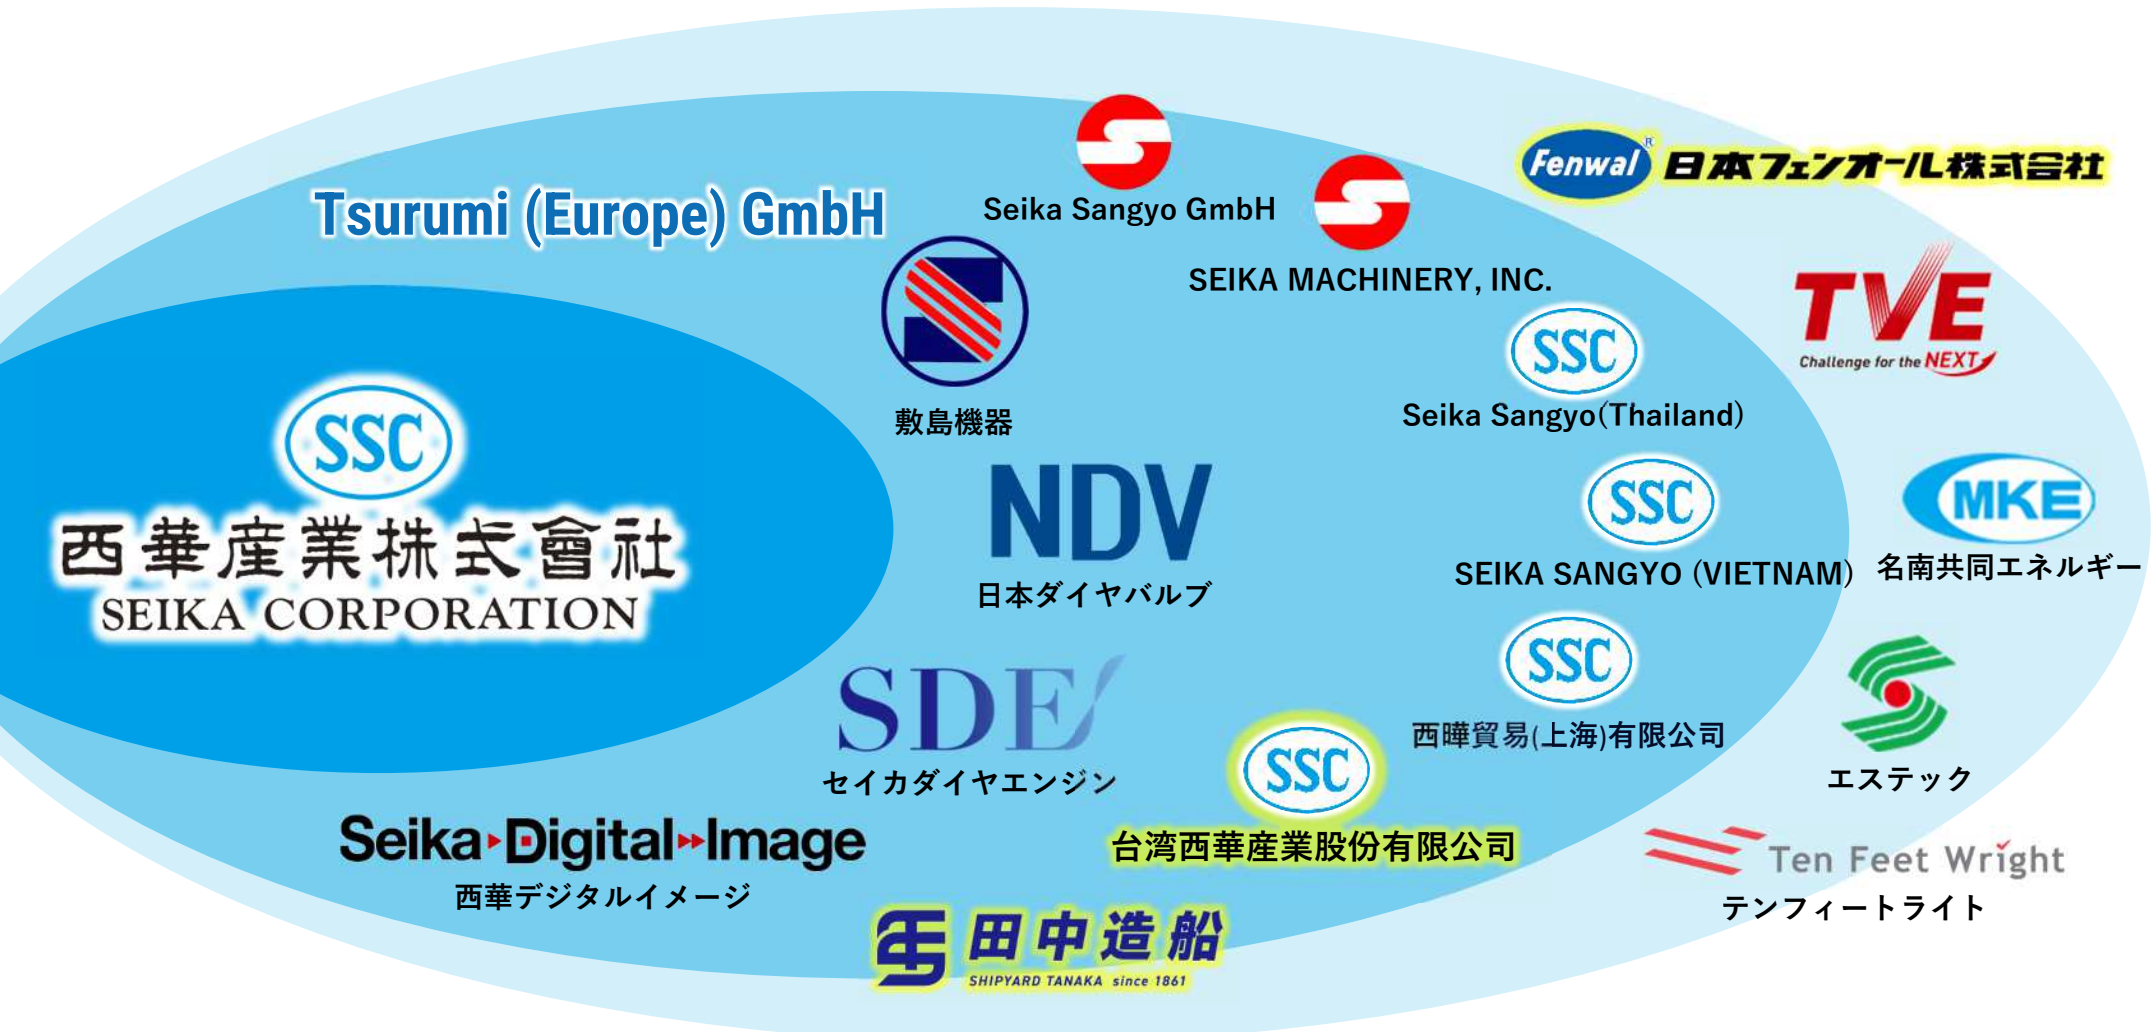 Tsurumi (Europe) GmbH
Seika Sangyo GmbH
SEIKA MACHINERY, INC.
Fenwal® 日本フェンオール株式会社
TVE
Challenge for the NEXT
敷島機器
SSC
Seika Sangyo(Thailand)
SSC
西華産業株式會社
SEIKA CORPORATION
NDV
日本ダイヤバルブ
SSC
SEIKA SANGYO (VIETNAM)
MKE
名南共同エネルギー
SDE
セイカダイヤエンジン
SSC
西曄貿易(上海)有限公司
エステック
SSC
台湾西華産業股份有限公司
Seika Digital Image
西華デジタルイメージ
Ten Feet Wright
テンフィートライト
田中造船
SHIPYARD TANAKA since 1861